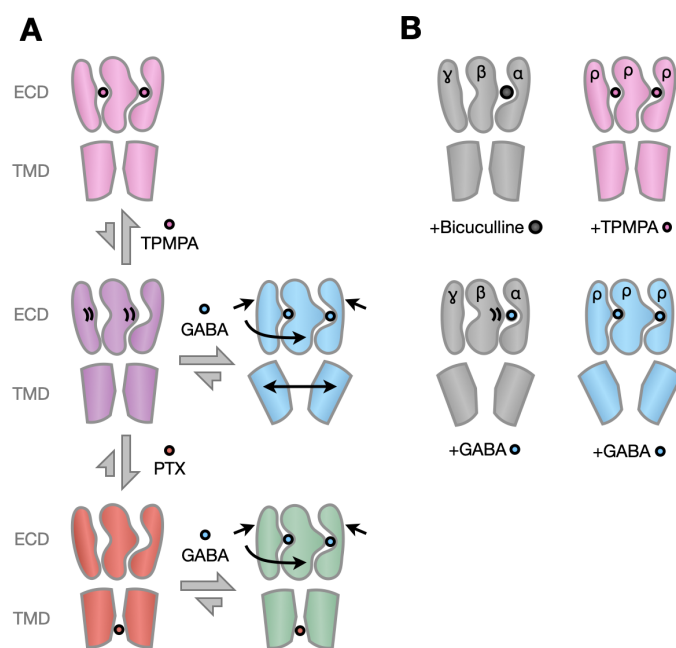 A
B
ECD
TMD
γ β α
ρ ρ ρ
TPMPA
+Bicuculline
+TPMPA
ECD
TMD
GABA
γ β α
ρ ρ ρ
PTX
+GABA
+GABA
ECD
TMD
GABA